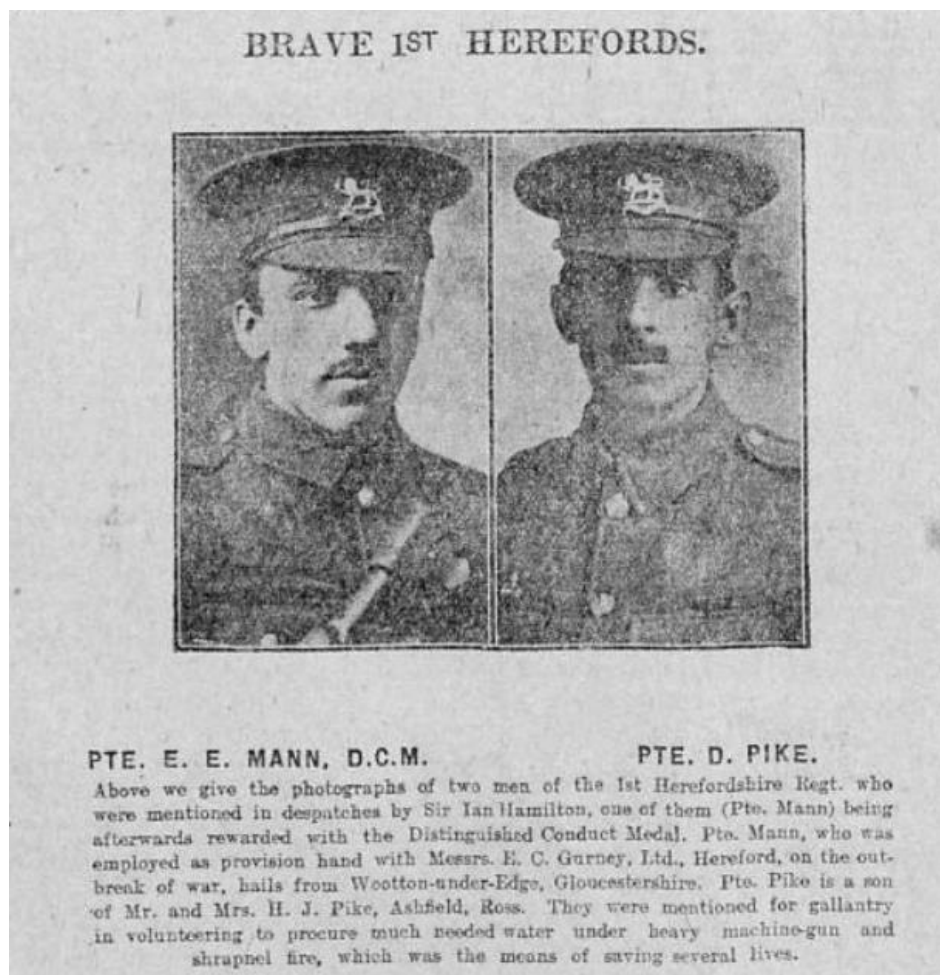 BRAVE 1ST HEREFORDS.
PTE. E. E. MANN, D.C.M.
PTE. D. PIKE.
Above we give the photographs of two men of the 1st Herefordshire Regt. who
were mentioned in despatches by Sir Ian Hamilton, one of them (Pte. Mann) being
afterwards rewarded with the Distinguished Conduct Medal. Pte. Mann, who was
employed as provision hand with Messrs. E. C. Gurney, Ltd., Hereford, on the out-
break of war, hails from Wootton-under-Edge, Gloucestershire. Pte. Pike is a son
of Mr. and Mrs. H. J. Pike, Ashfield, Ross. They were mentioned for gallantry
in volunteering to procure much needed water under heavy machine-gun and
shrapnel fire, which was the means of saving several lives.